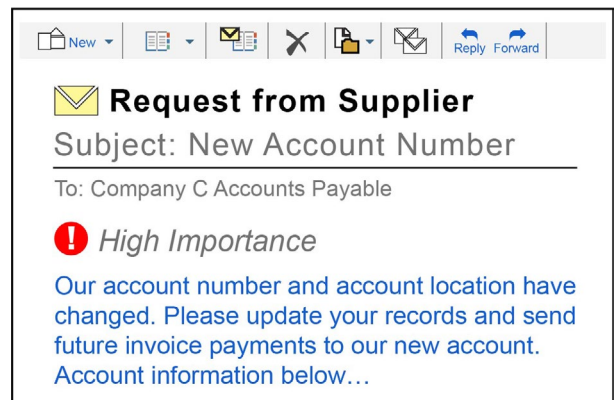 New
Reply Forward
Request from Supplier
Subject: New Account Number
To: Company C Accounts Payable
! High Importance
Our account number and account location have
changed. Please update your records and send
future invoice payments to our new account.
Account information below…